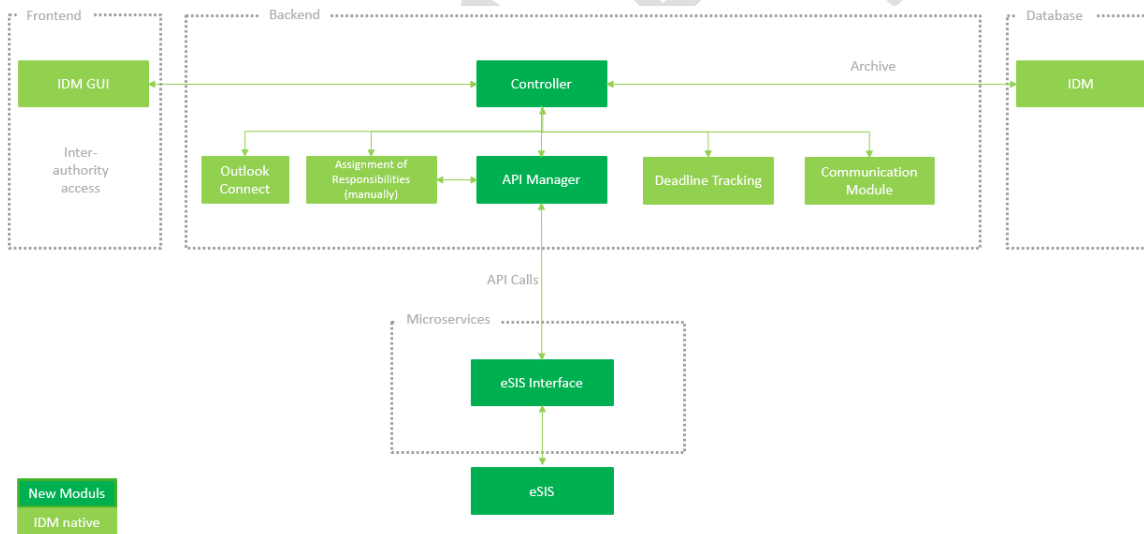 Frontend
Backend
Database
IDM GUI
Controller
Archive
IDM
Inter-
authority
access
Outlook
Connect
Assignment of
Responsibilities
(manually)
API Manager
Deadline Tracking
Communication
Module
API Calls
Microservices
eSIS Interface
eSIS
New Moduls
IDM native